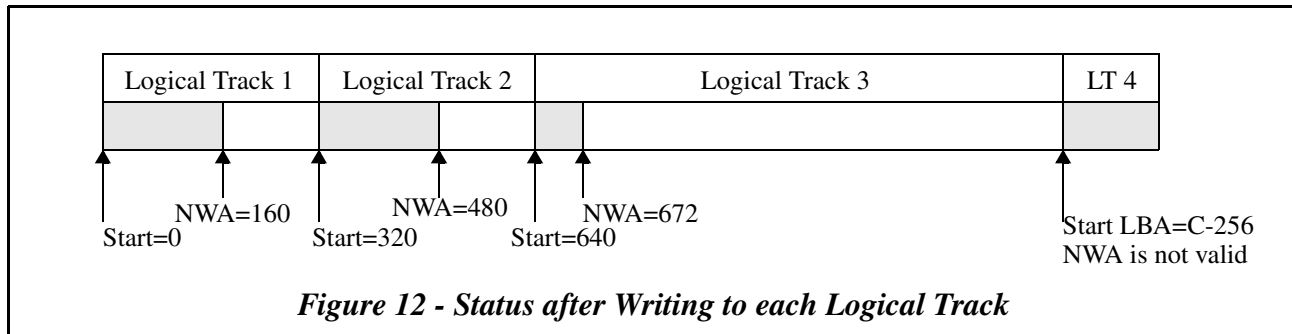 Logical Track 1 Logical Track 2 Logical Track 3 LT 4
NWA=160 NWA=480 NWA=672
Start=0 Start=320 Start=640 Start LBA=C-256
NWA is not valid
Figure 12 - Status after Writing to each Logical Track